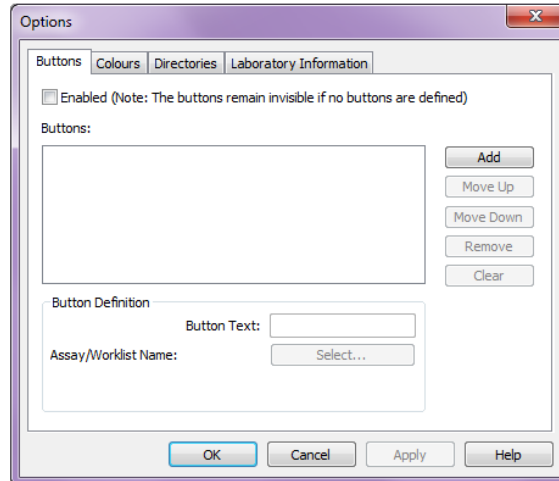 Options
Buttons Colours Directories Laboratory Information
Enabled (Note: The buttons remain invisible if no buttons are defined)
Buttons:
Add
Move Up
Move Down
Remove
Clear
Button Definition
Button Text:
Assay/Worklist Name: Select...
OK Cancel Apply Help